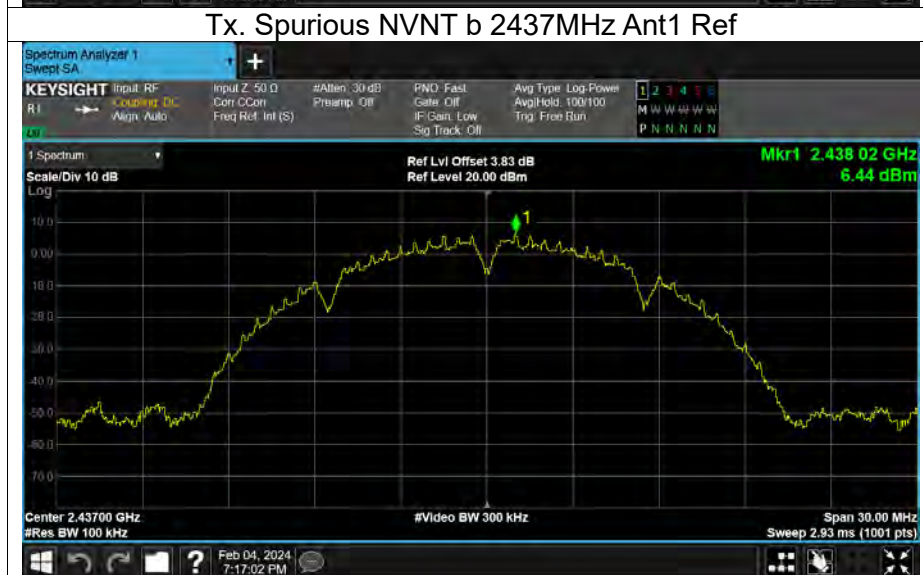 Tx. Spurious NVNT b 2437MHz Ant1 Ref
Spectrum Analyzer 1
Swept SA
+
KEYSIGHT Input: RF Input Z: 50 Ω #Atten: 30 dB PNO: Fast Avg Type: Log-Power 1 2 3 4 5 6
Coupling: DC Corr CCorr Preamp: Off Gate: Off Avg|Hold: 100/100 M W W W W W
Align: Auto Freq Ref: Int (S) IF Gain: Low Trig: Free Run
Sig Track: Off P N N N N N
1 Spectrum Ref Lvl Offset 3.83 dB Mkr1 2.438 02 GHz
Scale/Div 10 dB Ref Level 20.00 dBm 6.44 dBm
Log
10.0
1
0.00
-10.0
-20.0
-30.0
-40.0
-50.0
-60.0
-70.0
Center 2.43700 GHz #Video BW 300 kHz Span 30.00 MHz
#Res BW 100 kHz Sweep 2.93 ms (1001 pts)
? Feb 04, 2024
7:17:02 PM